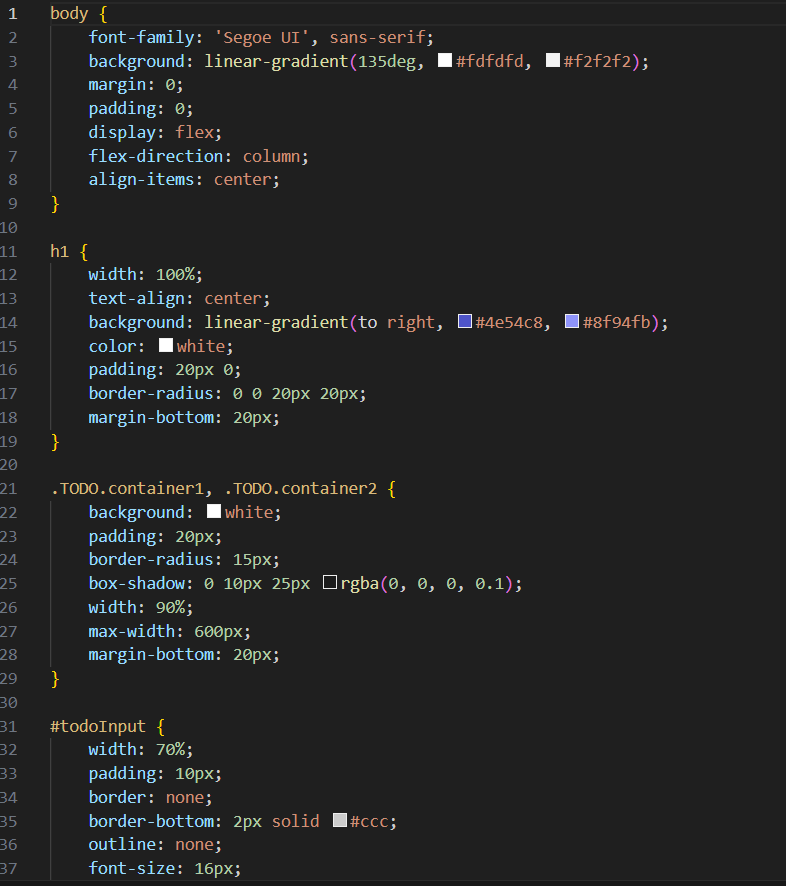 1 body {
2 font-family: 'Segoe UI', sans-serif;
3 background: linear-gradient(135deg, #fdfdfd, #f2f2f2);
4 margin: 0;
5 padding: 0;
6 display: flex;
7 flex-direction: column;
8 align-items: center;
9 }
10
11 h1 {
12 width: 100%;
13 text-align: center;
14 background: linear-gradient(to right, #4e54c8, #8f94fb);
15 color: white;
16 padding: 20px 0;
17 border-radius: 0 0 20px 20px;
18 margin-bottom: 20px;
19 }
20
21 .TODO.container1, .TODO.container2 {
22 background: white;
23 padding: 20px;
24 border-radius: 15px;
25 box-shadow: 0 10px 25px rgba(0, 0, 0, 0.1);
26 width: 90%;
27 max-width: 600px;
28 margin-bottom: 20px;
29 }
30
31 #todoInput {
32 width: 70%;
33 padding: 10px;
34 border: none;
35 border-bottom: 2px solid #ccc;
36 outline: none;
37 font-size: 16px;